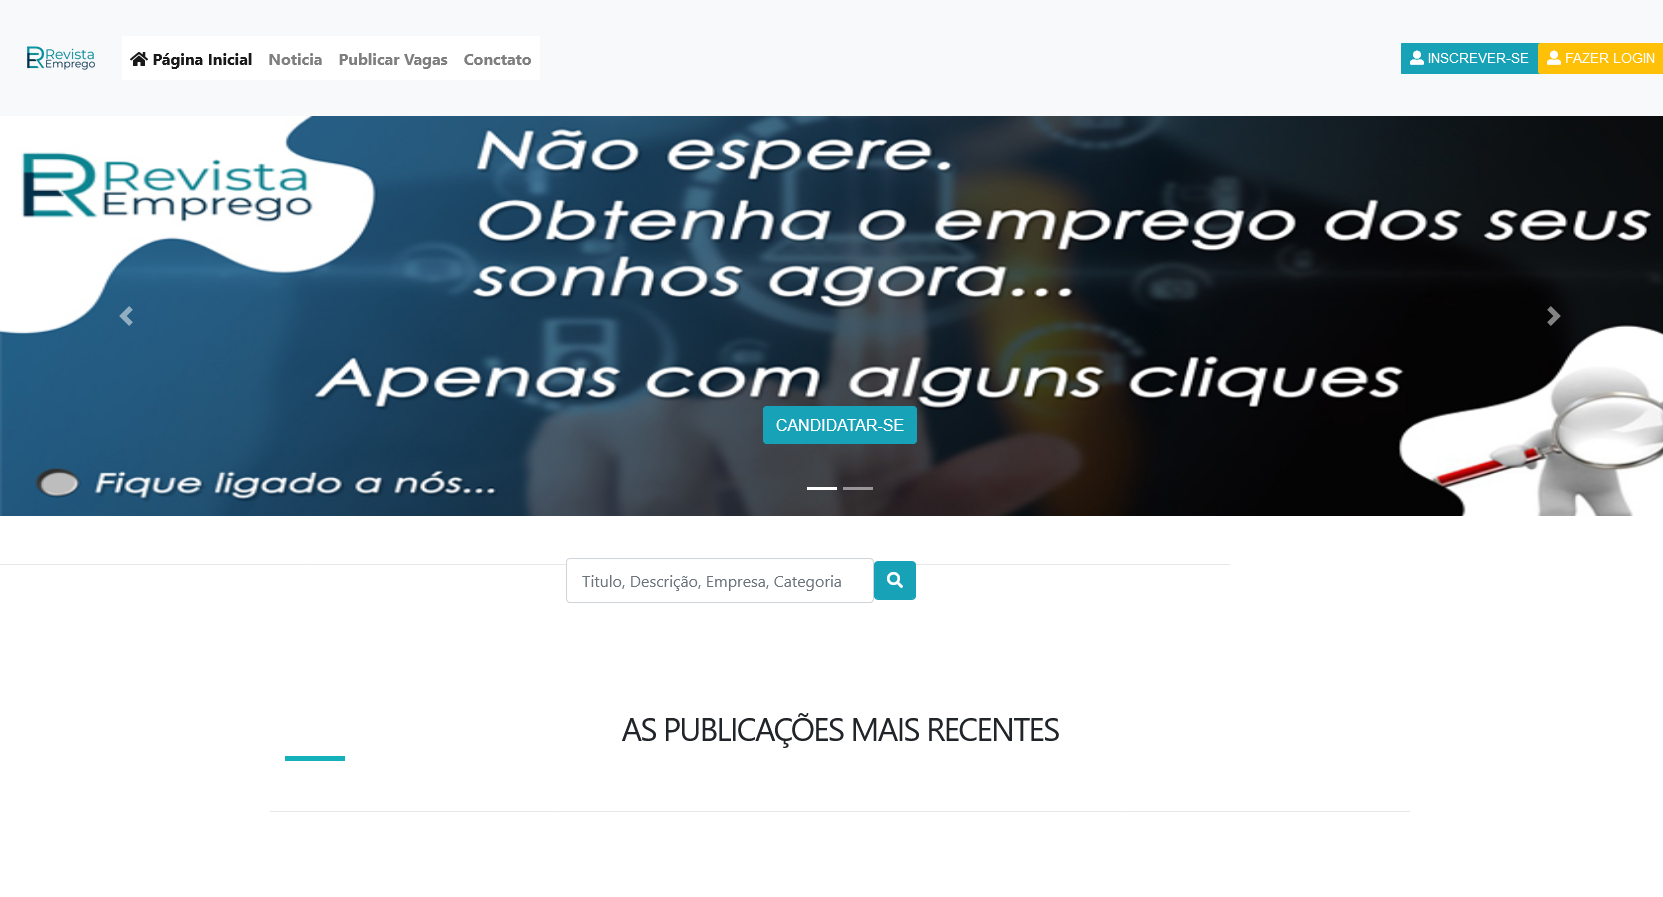 Revista
Emprego
Página Inicial
Noticia
Publicar Vagas
Conctato
INSCREVER-SE
FAZER LOGIN
Revista
Emprego
Não espere.
Obtenha o emprego dos seus
sonhos agora...
Apenas com alguns cliques
CANDIDATAR-SE
Fique ligado a nós...
Titulo, Descrição, Empresa, Categoria
AS PUBLICAÇÕES MAIS RECENTES